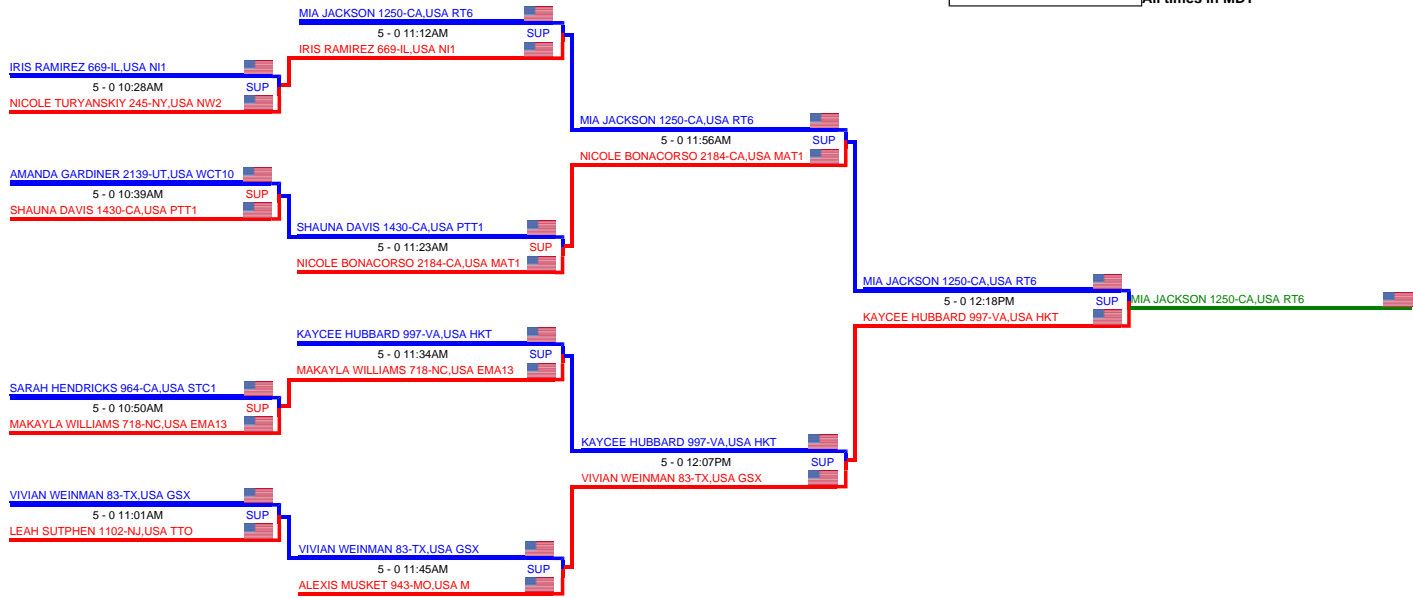 All times in MDT
MIA JACKSON 1250-CA,USA RT6
5 - 0 11:12AM SUP
IRIS RAMIREZ 669-IL,USA NI1
IRIS RAMIREZ 669-IL,USA NI1
5 - 0 10:28AM SUP
NICOLE TURYANSKIY 245-NY,USA NW2
MIA JACKSON 1250-CA,USA RT6
5 - 0 11:56AM SUP
NICOLE BONACORSO 2184-CA,USA MAT1
AMANDA GARDINER 2139-UT,USA WCT10
5 - 0 10:39AM SUP
SHAUNA DAVIS 1430-CA,USA PTT1
SHAUNA DAVIS 1430-CA,USA PTT1
5 - 0 11:23AM SUP
NICOLE BONACORSO 2184-CA,USA MAT1
MIA JACKSON 1250-CA,USA RT6
5 - 0 12:18PM SUP
MIA JACKSON 1250-CA,USA RT6
KAYCEE HUBBARD 997-VA,USA HKT
KAYCEE HUBBARD 997-VA,USA HKT
5 - 0 11:34AM SUP
MAKAYLA WILLIAMS 718-NC,USA EMA13
SARAH HENDRICKS 964-CA,USA STC1
5 - 0 10:50AM SUP
MAKAYLA WILLIAMS 718-NC,USA EMA13
KAYCEE HUBBARD 997-VA,USA HKT
5 - 0 12:07PM SUP
VIVIAN WEINMAN 83-TX,USA GSX
VIVIAN WEINMAN 83-TX,USA GSX
5 - 0 11:01AM SUP
LEAH SUTPHEN 1102-NJ,USA TTO
VIVIAN WEINMAN 83-TX,USA GSX
5 - 0 11:45AM SUP
ALEXIS MUSKET 943-MO,USA M